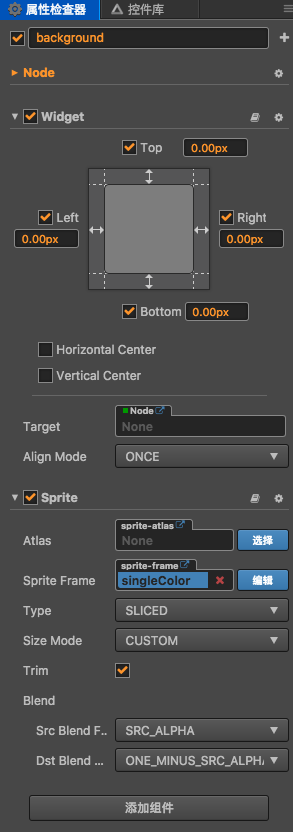 属性检查器 控件库
background
Node
Widget
Top 0.00px
Left Right
0.00px 0.00px
Bottom 0.00px
Horizontal Center
Vertical Center
Node
Target None
Align Mode ONCE
Sprite
sprite-atlas
Atlas None 选择
sprite-frame
Sprite Frame singleColor 编辑
Type SLICED
Size Mode CUSTOM
Trim
Blend
Src Blend F.. SRC_ALPHA
Dst Blend ... ONE_MINUS_SRC_ALPHA
添加组件